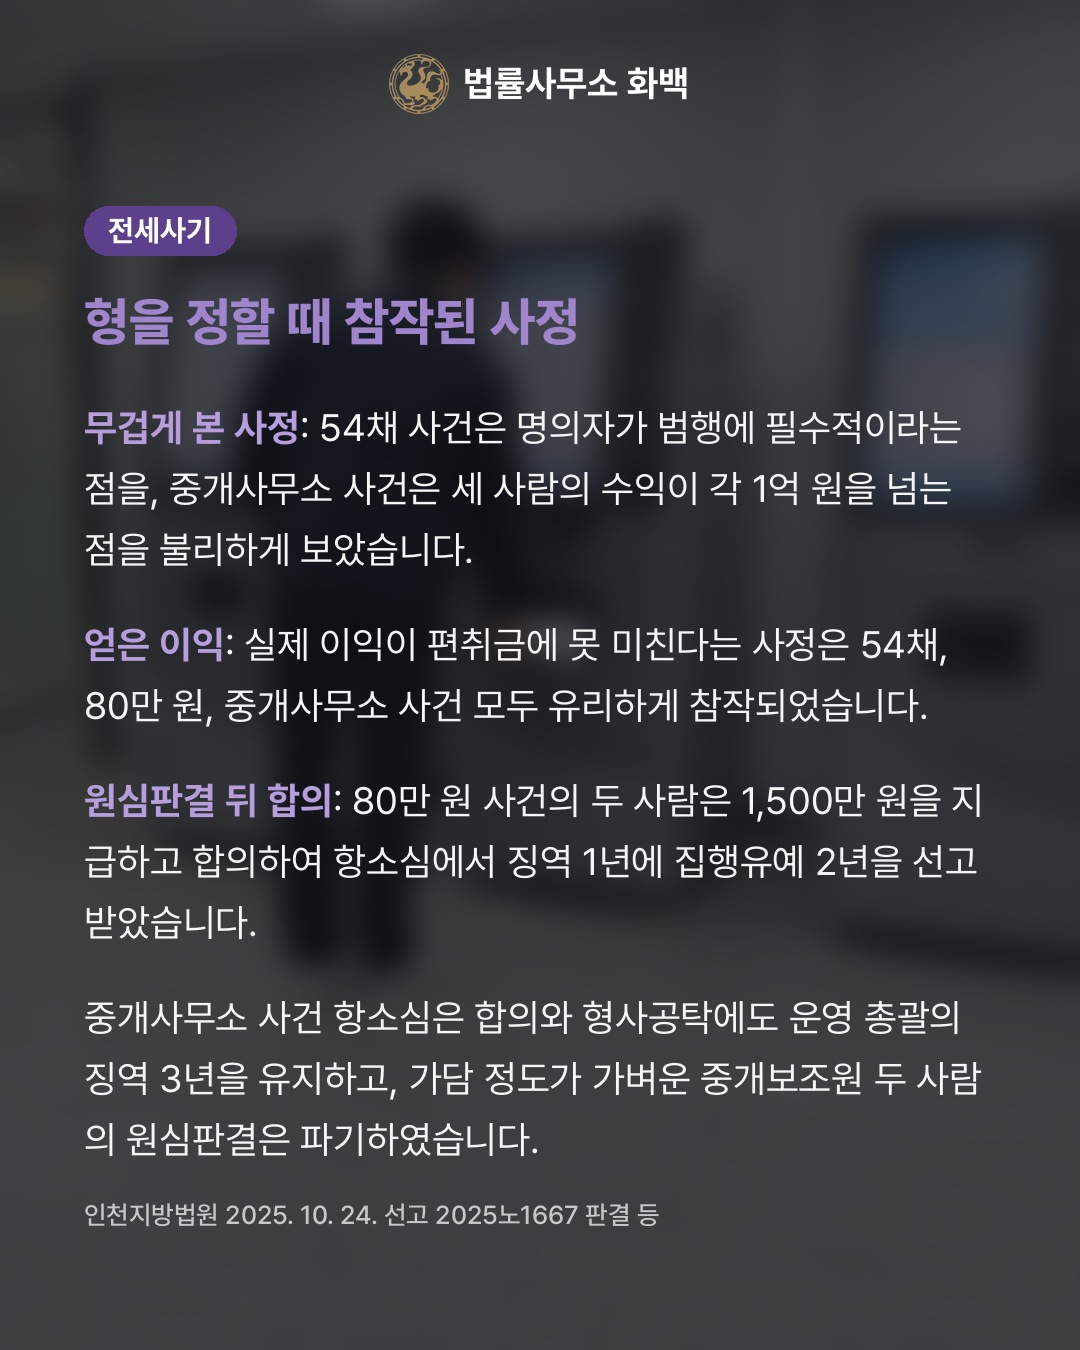 법률사무소 화백
전세사기
형을 정할 때 참작된 사정
무겁게 본 사정: 54채 사건은 명의자가 범행에 필수적이라는
점을, 중개사무소 사건은 세 사람의 수익이 각 1억 원을 넘는
점을 불리하게 보았습니다.
얻은 이익: 실제 이익이 편취금에 못 미친다는 사정은 54채,
80만 원, 중개사무소 사건 모두 유리하게 참작되었습니다.
원심판결 뒤 합의: 80만 원 사건의 두 사람은 1,500만 원을 지
급하고 합의하여 항소심에서 징역 1년에 집행유예 2년을 선고
받았습니다.
중개사무소 사건 항소심은 합의와 형사공탁에도 운영 총괄의
징역 3년을 유지하고, 가담 정도가 가벼운 중개보조원 두 사람
의 원심판결은 파기하였습니다.
인천지방법원 2025. 10. 24. 선고 2025노1667 판결 등